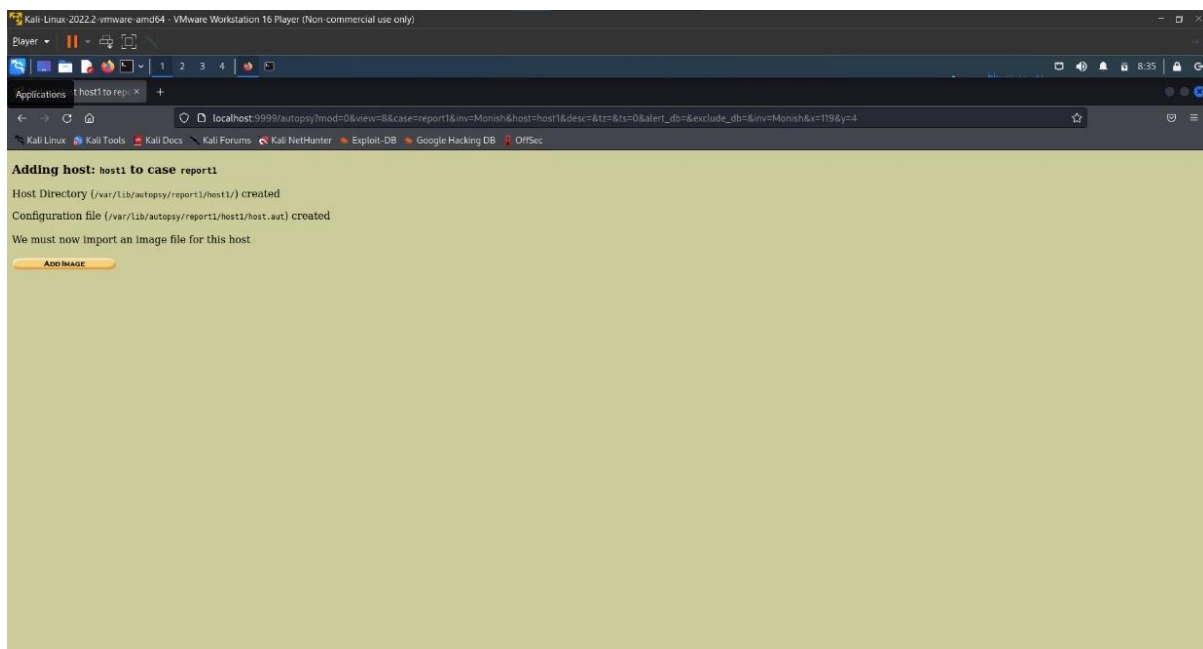 Kali-Linux-2022.2-vmware-amd64 - VMware Workstation 16 Player (Non-commercial use only)
Player
1 2 3 4 8:35
Applications t host1 to repo
localhost:9999/autopsy?mod=0&view=8&case=report1&inv=Monish&host=host1&desc=&tz=&ts=0&alert_db=&exclude_db=&inv=Monish&x=119&y=4
Kali Linux Kali Tools Kali Docs Kali Forums Kali NetHunter Exploit-DB Google Hacking DB OffSec
Adding host: host1 to case report1
Host Directory (/var/lib/autopsy/report1/host1/) created
Configuration file (/var/lib/autopsy/report1/host1/host.aut) created
We must now import an image file for this host
ADD IMAGE